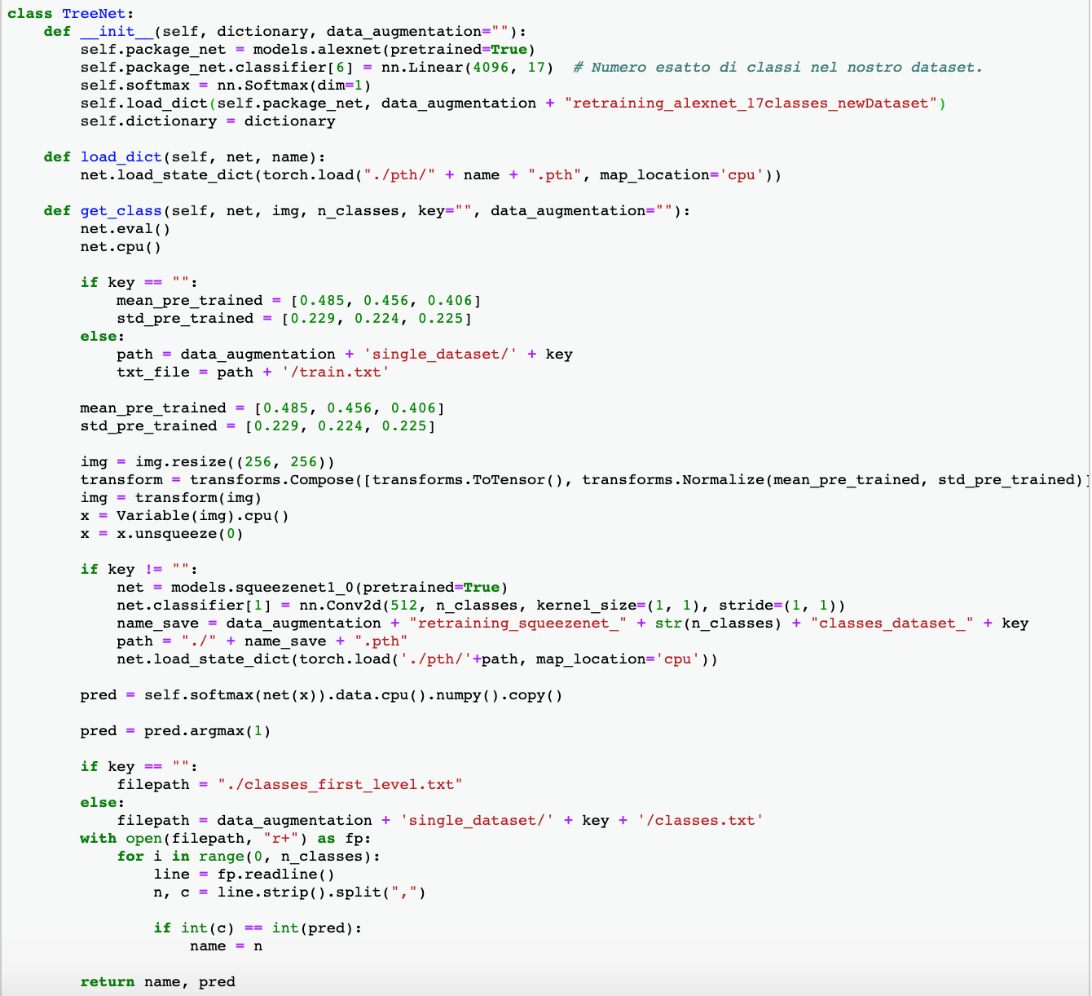 class TreeNet:
    def __init__(self, dictionary, data_augmentation=""):
        self.package_net = models.alexnet(pretrained=True)
        self.package_net.classifier[6] = nn.Linear(4096, 17)  # Numero esatto di classi nel nostro dataset.
        self.softmax = nn.Softmax(dim=1)
        self.load_dict(self.package_net, data_augmentation + "retraining_alexnet_17classes_newDataset")
        self.dictionary = dictionary

    def load_dict(self, net, name):
        net.load_state_dict(torch.load("./pth/" + name + ".pth", map_location='cpu'))

    def get_class(self, net, img, n_classes, key="", data_augmentation=""):
        net.eval()
        net.cpu()

        if key == "":
            mean_pre_trained = [0.485, 0.456, 0.406]
            std_pre_trained = [0.229, 0.224, 0.225]
        else:
            path = data_augmentation + 'single_dataset/' + key
            txt_file = path + '/train.txt'

        mean_pre_trained = [0.485, 0.456, 0.406]
        std_pre_trained = [0.229, 0.224, 0.225]

        img = img.resize((256, 256))
        transform = transforms.Compose([transforms.ToTensor(), transforms.Normalize(mean_pre_trained, std_pre_trained)]
        img = transform(img)
        x = Variable(img).cpu()
        x = x.unsqueeze(0)

        if key != "":
            net = models.squeezenet1_0(pretrained=True)
            net.classifier[1] = nn.Conv2d(512, n_classes, kernel_size=(1, 1), stride=(1, 1))
            name_save = data_augmentation + "retraining_squeezenet_" + str(n_classes) + "classes_dataset_" + key
            path = "./" + name_save + ".pth"
            net.load_state_dict(torch.load('./pth/'+path, map_location='cpu'))

        pred = self.softmax(net(x)).data.cpu().numpy().copy()

        pred = pred.argmax(1)

        if key == "":
            filepath = "./classes_first_level.txt"
        else:
            filepath = data_augmentation + 'single_dataset/' + key + '/classes.txt'
        with open(filepath, "r+") as fp:
            for i in range(0, n_classes):
                line = fp.readline()
                n, c = line.strip().split(",")

                if int(c) == int(pred):
                    name = n

        return name, pred